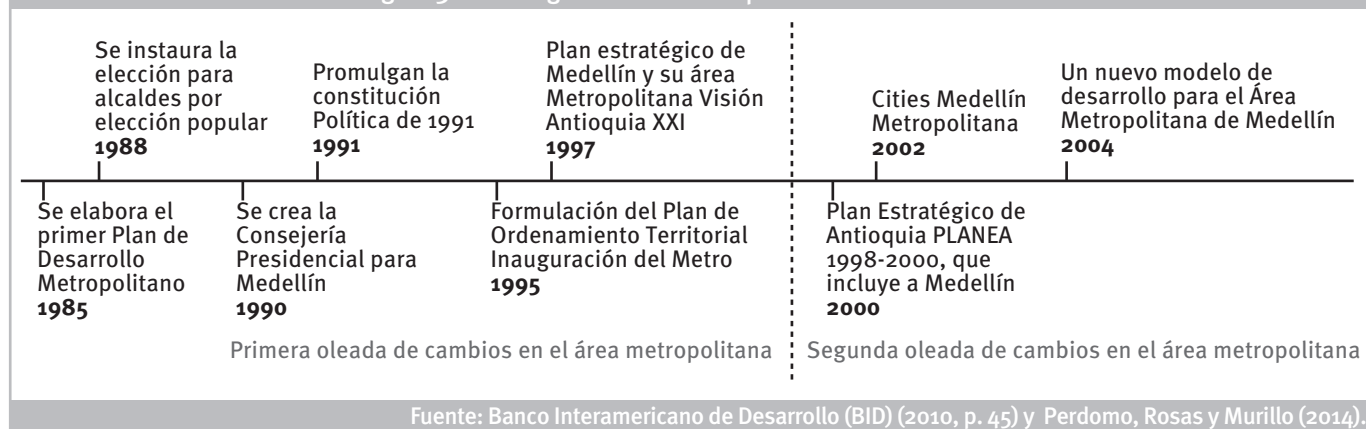 Se instaura la
elección para
alcaldes por
elección popular
1988
Promulgan la
constitución
Política de 1991
1991
Plan estratégico de
Medellín y su área
Metropolitana Visión
Antioquia XXI
1997
Cities Medellín
Metropolitana
2002
Un nuevo modelo de
desarrollo para el Área
Metropolitana de Medellín
2004
Se elabora el
primer Plan de
Desarrollo
Metropolitano
1985
Se crea la
Consejería
Presidencial para
Medellín
1990
Formulación del Plan de
Ordenamiento Territorial
Inauguración del Metro
1995
Plan Estratégico de
Antioquia PLANEA
1998-2000, que
incluye a Medellín
2000
Primera oleada de cambios en el área metropolitana
Segunda oleada de cambios en el área metropolitana
Fuente: Banco Interamericano de Desarrollo (BID) (2010, p. 45) y Perdomo, Rosas y Murillo (2014).